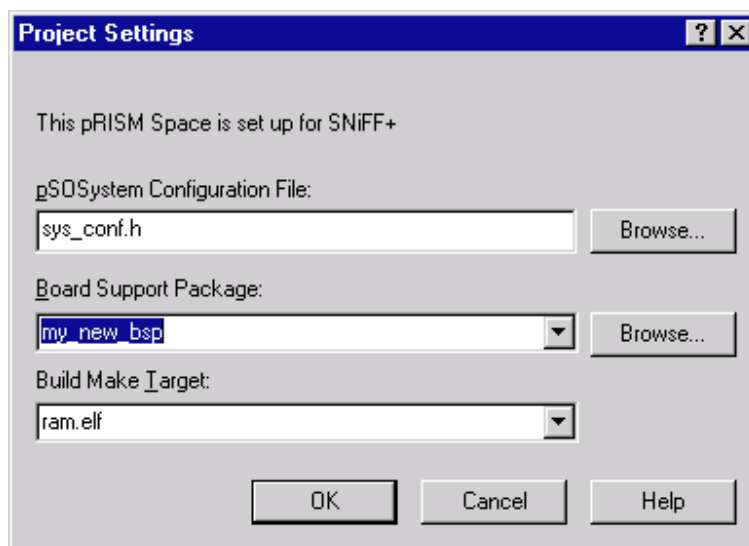 Project Settings
This pRISM Space is set up for SNiFF+
pSOSystem Configuration File:
sys_conf.h
Browse...
Board Support Package:
my_new_bsp
Browse...
Build Make Target:
ram.elf
OK
Cancel
Help